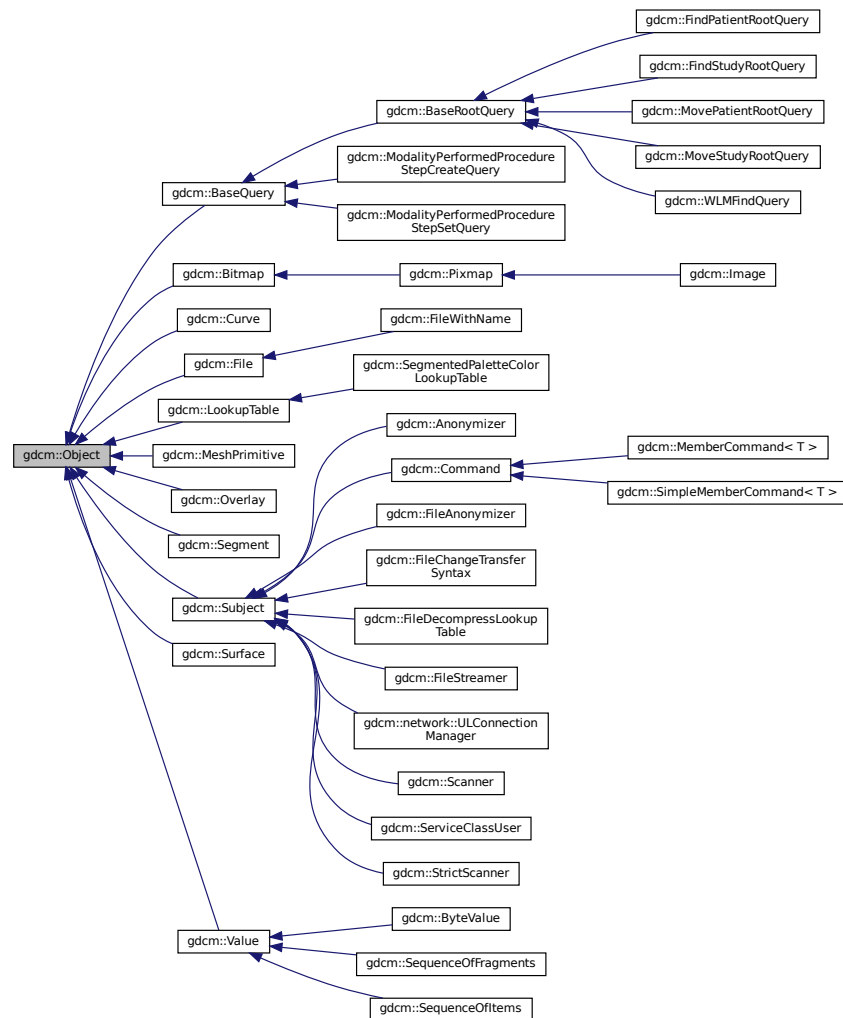 gdcm::FindPatientRootQuery
gdcm::FindStudyRootQuery
gdcm::BaseRootQuery
gdcm::MovePatientRootQuery
gdcm::MoveStudyRootQuery
gdcm::ModalityPerformedProcedure
StepCreateQuery
gdcm::BaseQuery
gdcm::WLMFindQuery
gdcm::ModalityPerformedProcedure
StepSetQuery
gdcm::Bitmap
gdcm::Pixmap
gdcm::Image
gdcm::Curve
gdcm::FileWithName
gdcm::File
gdcm::SegmentedPaletteColor
LookupTable
gdcm::LookupTable
gdcm::Anonymizer
gdcm::Object
gdcm::MeshPrimitive
gdcm::MemberCommand< T >
gdcm::Command
gdcm::SimpleMemberCommand< T >
gdcm::Overlay
gdcm::FileAnonymizer
gdcm::Segment
gdcm::FileChangeTransfer
Syntax
gdcm::Subject
gdcm::FileDecompressLookup
Table
gdcm::Surface
gdcm::FileStreamer
gdcm::network::ULConnection
Manager
gdcm::Scanner
gdcm::ServiceClassUser
gdcm::StrictScanner
gdcm::ByteValue
gdcm::Value
gdcm::SequenceOfFragments
gdcm::SequenceOfItems